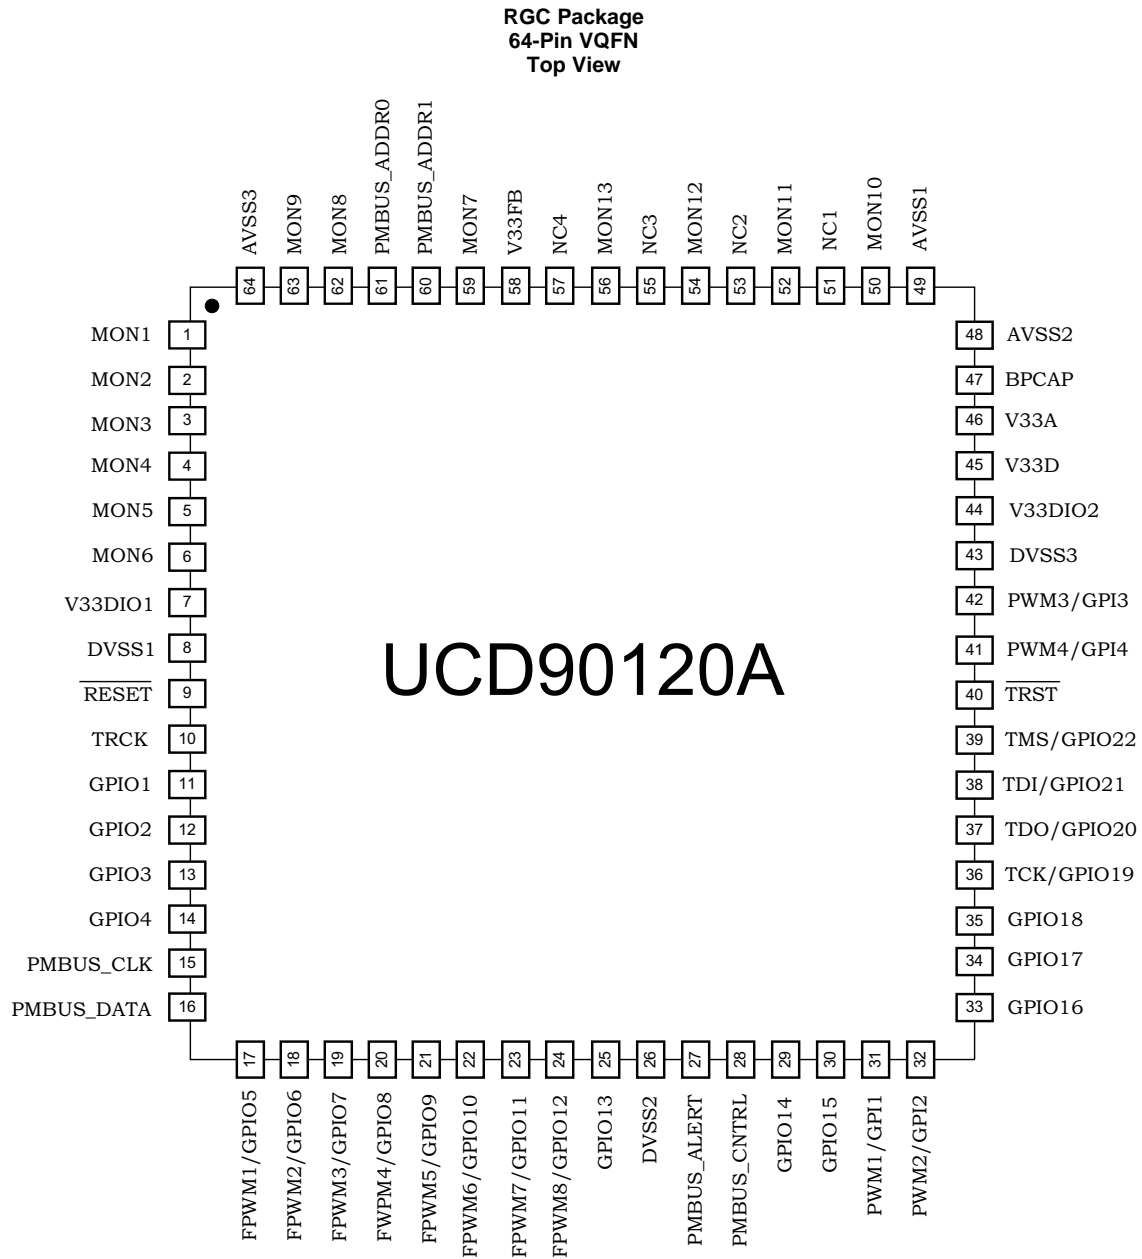 RGC Package
64-Pin VQFN
Top View
AVSS3
MON9
MON8
PMBUS_ADDR0
PMBUS_ADDR1
MON7
V33FB
NC4
MON13
NC3
MON12
NC2
MON11
NC1
MON10
AVSS1
64
63
62
61
60
59
58
57
56
55
54
53
52
51
50
49
MON1 1
MON2 2
MON3 3
MON4 4
MON5 5
MON6 6
V33DIO1 7
DVSS1 8
RESET 9
TRCK 10
GPIO1 11
GPIO2 12
GPIO3 13
GPIO4 14
PMBUS_CLK 15
PMBUS_DATA 16
UCD90120A
48 AVSS2
47 BPCAP
46 V33A
45 V33D
44 V33DIO2
43 DVSS3
42 PWM3/GPI3
41 PWM4/GPI4
40 TRST
39 TMS/GPIO22
38 TDI/GPIO21
37 TDO/GPIO20
36 TCK/GPIO19
35 GPIO18
34 GPIO17
33 GPIO16
17
18
19
20
21
22
23
24
25
26
27
28
29
30
31
32
FPWM1/GPIO5
FPWM2/GPIO6
FPWM3/GPIO7
FWPM4/GPIO8
FPWM5/GPIO9
FPWM6/GPIO10
FPWM7/GPIO11
FPWM8/GPIO12
GPIO13
DVSS2
PMBUS_ALERT
PMBUS_CNTRL
GPIO14
GPIO15
PWM1/GPI1
PWM2/GPI2